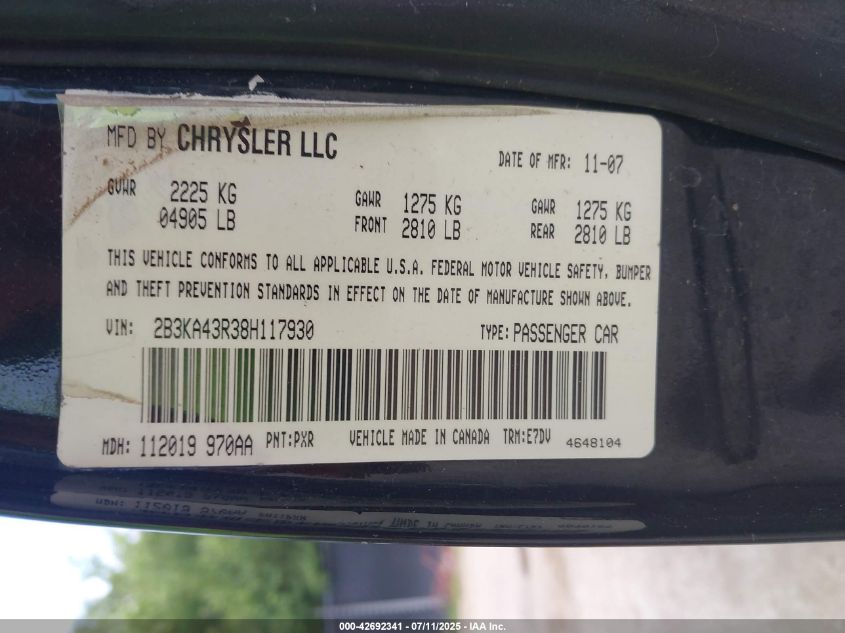 MFD BY CHRYSLER LLC
DATE OF MFR: 11-07
GVWR 2225 KG
04905 LB
GAWR 1275 KG
FRONT 2810 LB
GAWR 1275 KG
REAR 2810 LB
THIS VEHICLE CONFORMS TO ALL APPLICABLE U.S.A. FEDERAL MOTOR VEHICLE SAFETY, BUMPER
AND THEFT PREVENTION STANDARDS IN EFFECT ON THE DATE OF MANUFACTURE SHOWN ABOVE.
VIN: 2B3KA43R38H117930 TYPE: PASSENGER CAR
MDH: 112019 970AA PNT:PXR VEHICLE MADE IN CANADA TRM:E7DV 4648104
000-42692341 - 07/11/2025 - IAA Inc.